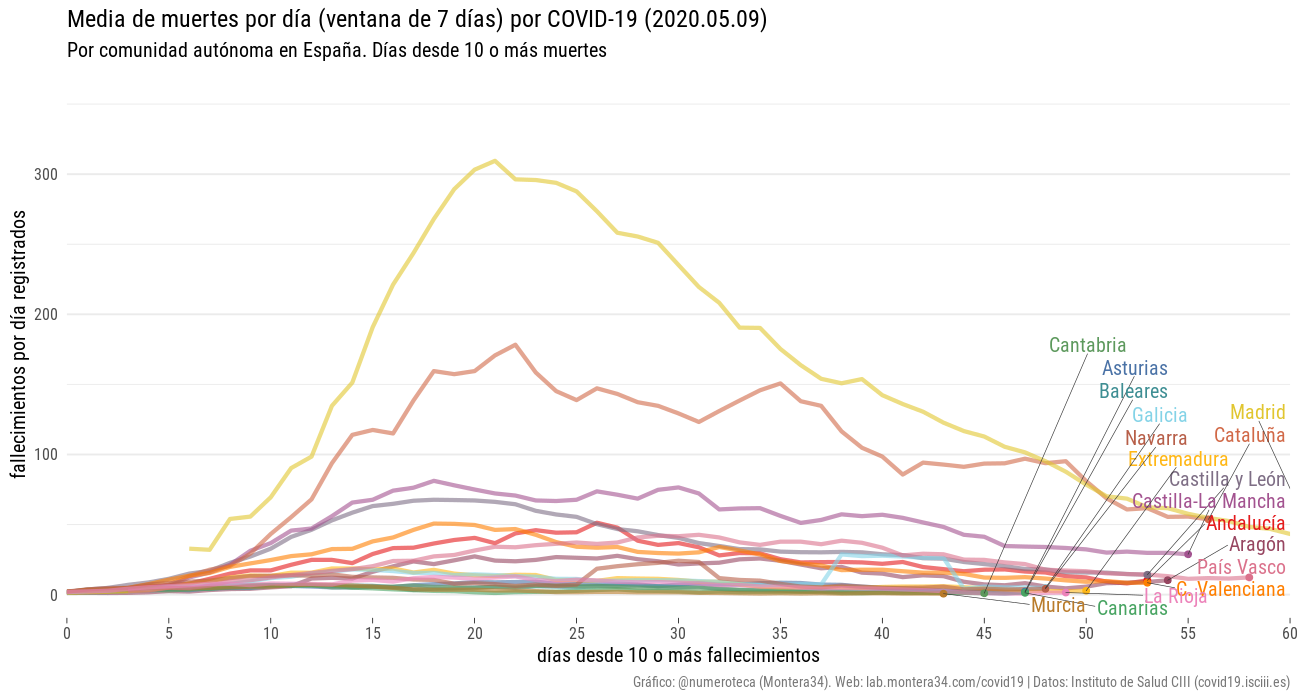 Media de muertes por día (ventana de 7 días) por COVID-19 (2020.05.09)
Por comunidad autónoma en España. Días desde 10 o más muertes
fallecimientos por día registrados
300
200
100
0
Cantabria
Asturias
Baleares
Galicia
Madrid
Navarra
Cataluña
Extremadura
Castilla y León
Castilla-La Mancha
Andalucía
Aragón
País Vasco
C. Valenciana
La Rioja
Murcia
Canarias
0 5 10 15 20 25 30 35 40 45 50 55 60
días desde 10 o más fallecimientos
Gráfico: @numeroteca (Montera34). Web: lab.montera34.com/covid19 | Datos: Instituto de Salud CIII (covid19.isciii.es)